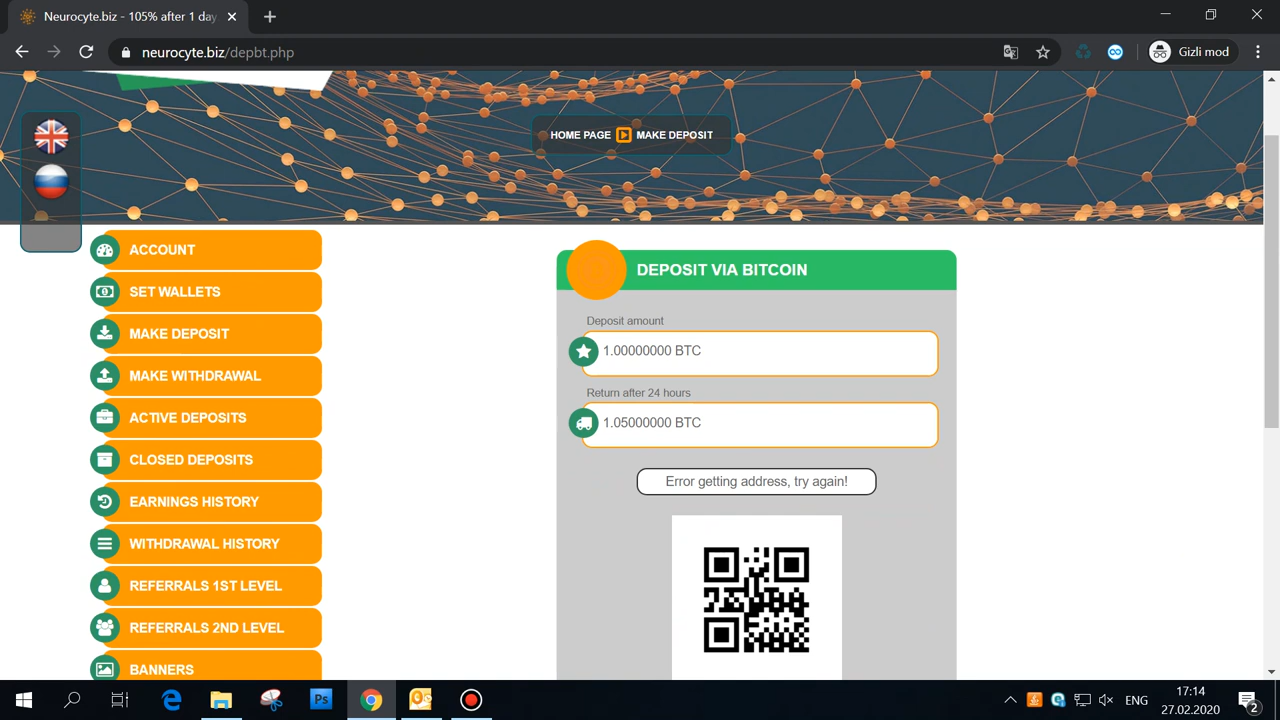 Neurocyte.biz - 105% after 1 day
neurocyte.biz/depbt.php
Gizli mod
HOME PAGE MAKE DEPOSIT
ACCOUNT
SET WALLETS
MAKE DEPOSIT
MAKE WITHDRAWAL
ACTIVE DEPOSITS
CLOSED DEPOSITS
EARNINGS HISTORY
WITHDRAWAL HISTORY
REFERRALS 1ST LEVEL
REFERRALS 2ND LEVEL
BANNERS
DEPOSIT VIA BITCOIN
Deposit amount
1.00000000 BTC
Return after 24 hours
1.05000000 BTC
Error getting address, try again!
Ps
ENG
17:14
27.02.2020
2